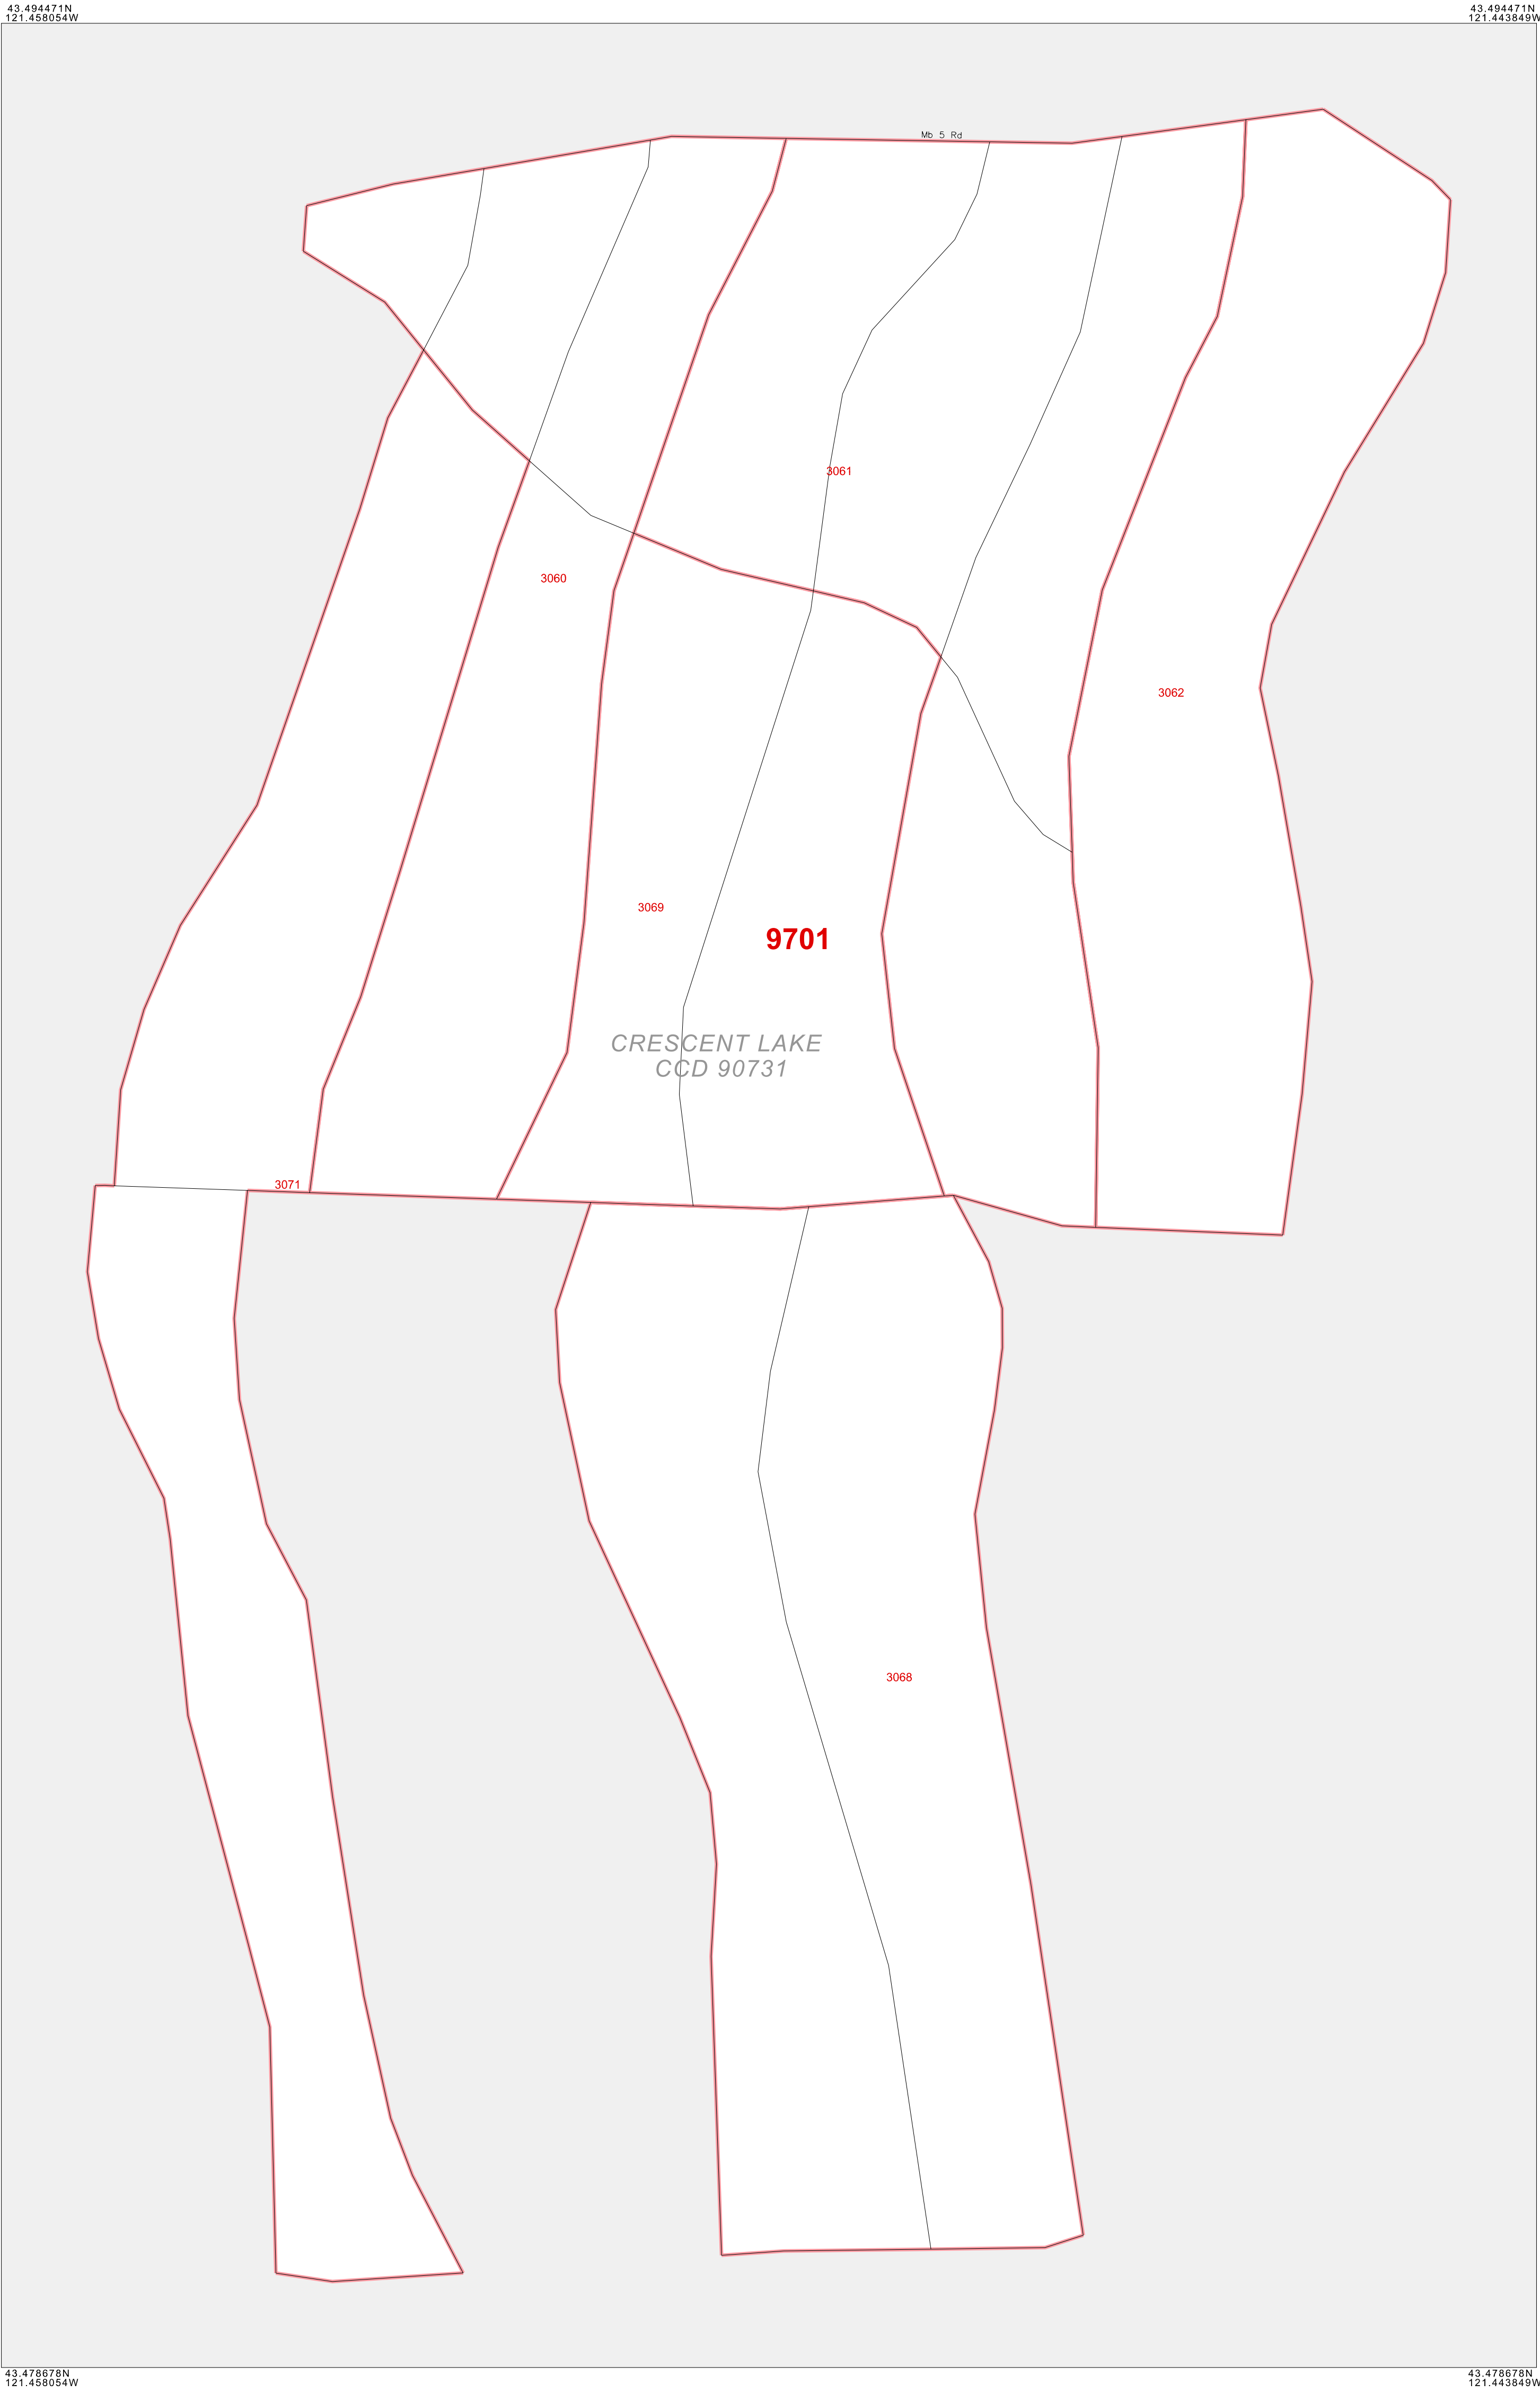 43.494471N
121.458054W
43.494471N
121.443849W
Mb 5 Rd
3061
3060
3062
3069
9701
CRESCENT LAKE
CCD 90731
3071
3068
43.478678N
121.458054W
43.478678N
121.443849W